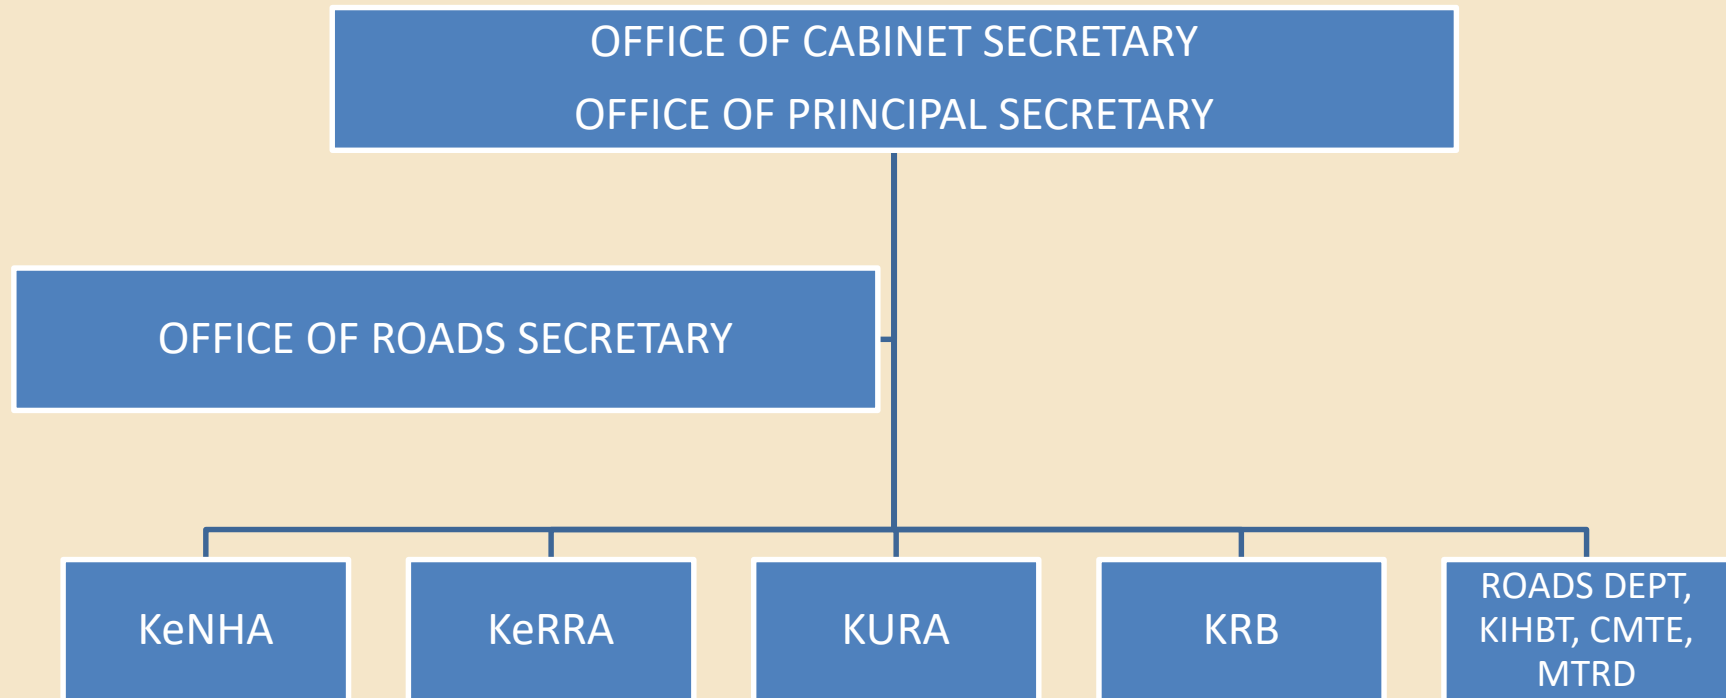 OFFICE OF CABINET SECRETARY
OFFICE OF PRINCIPAL SECRETARY
OFFICE OF ROADS SECRETARY
KeNHA
KeRRA
KURA
KRB
ROADS DEPT,
KIHBT, CMTE,
MTRD